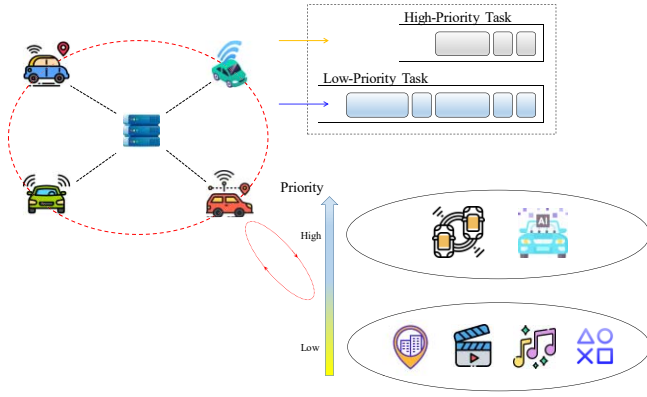 High-Priority Task
Low-Priority Task
Priority
High
AI
Low